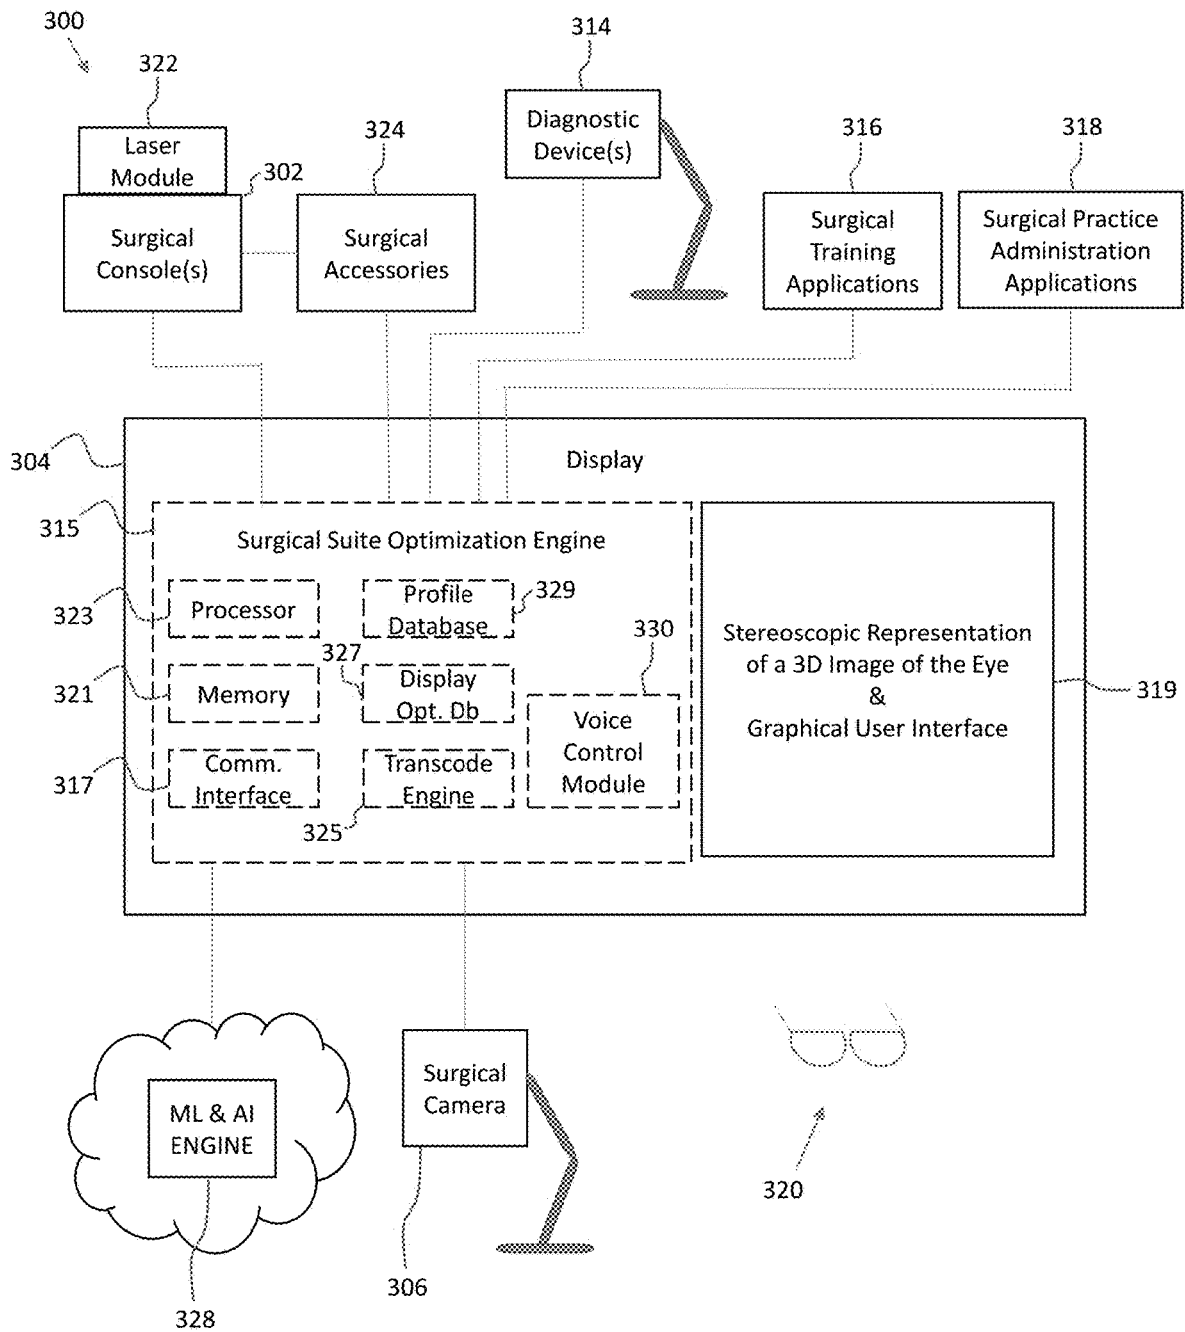 300
322
314
324
316
318
Laser
Module
302
Diagnostic
Device(s)
Surgical
Console(s)
Surgical
Accessories
Surgical
Training
Applications
Surgical Practice
Administration
Applications
304
Display
315
Surgical Suite Optimization Engine
323
Processor
Profile
Database
329
330
327
321
Memory
Display
Opt. Db
Voice
Control
Module
317
Comm.
Interface
Transcode
Engine
325
Stereoscopic Representation
of a 3D Image of the Eye
&
Graphical User Interface
319
ML & AI
ENGINE
328
Surgical
Camera
306
320